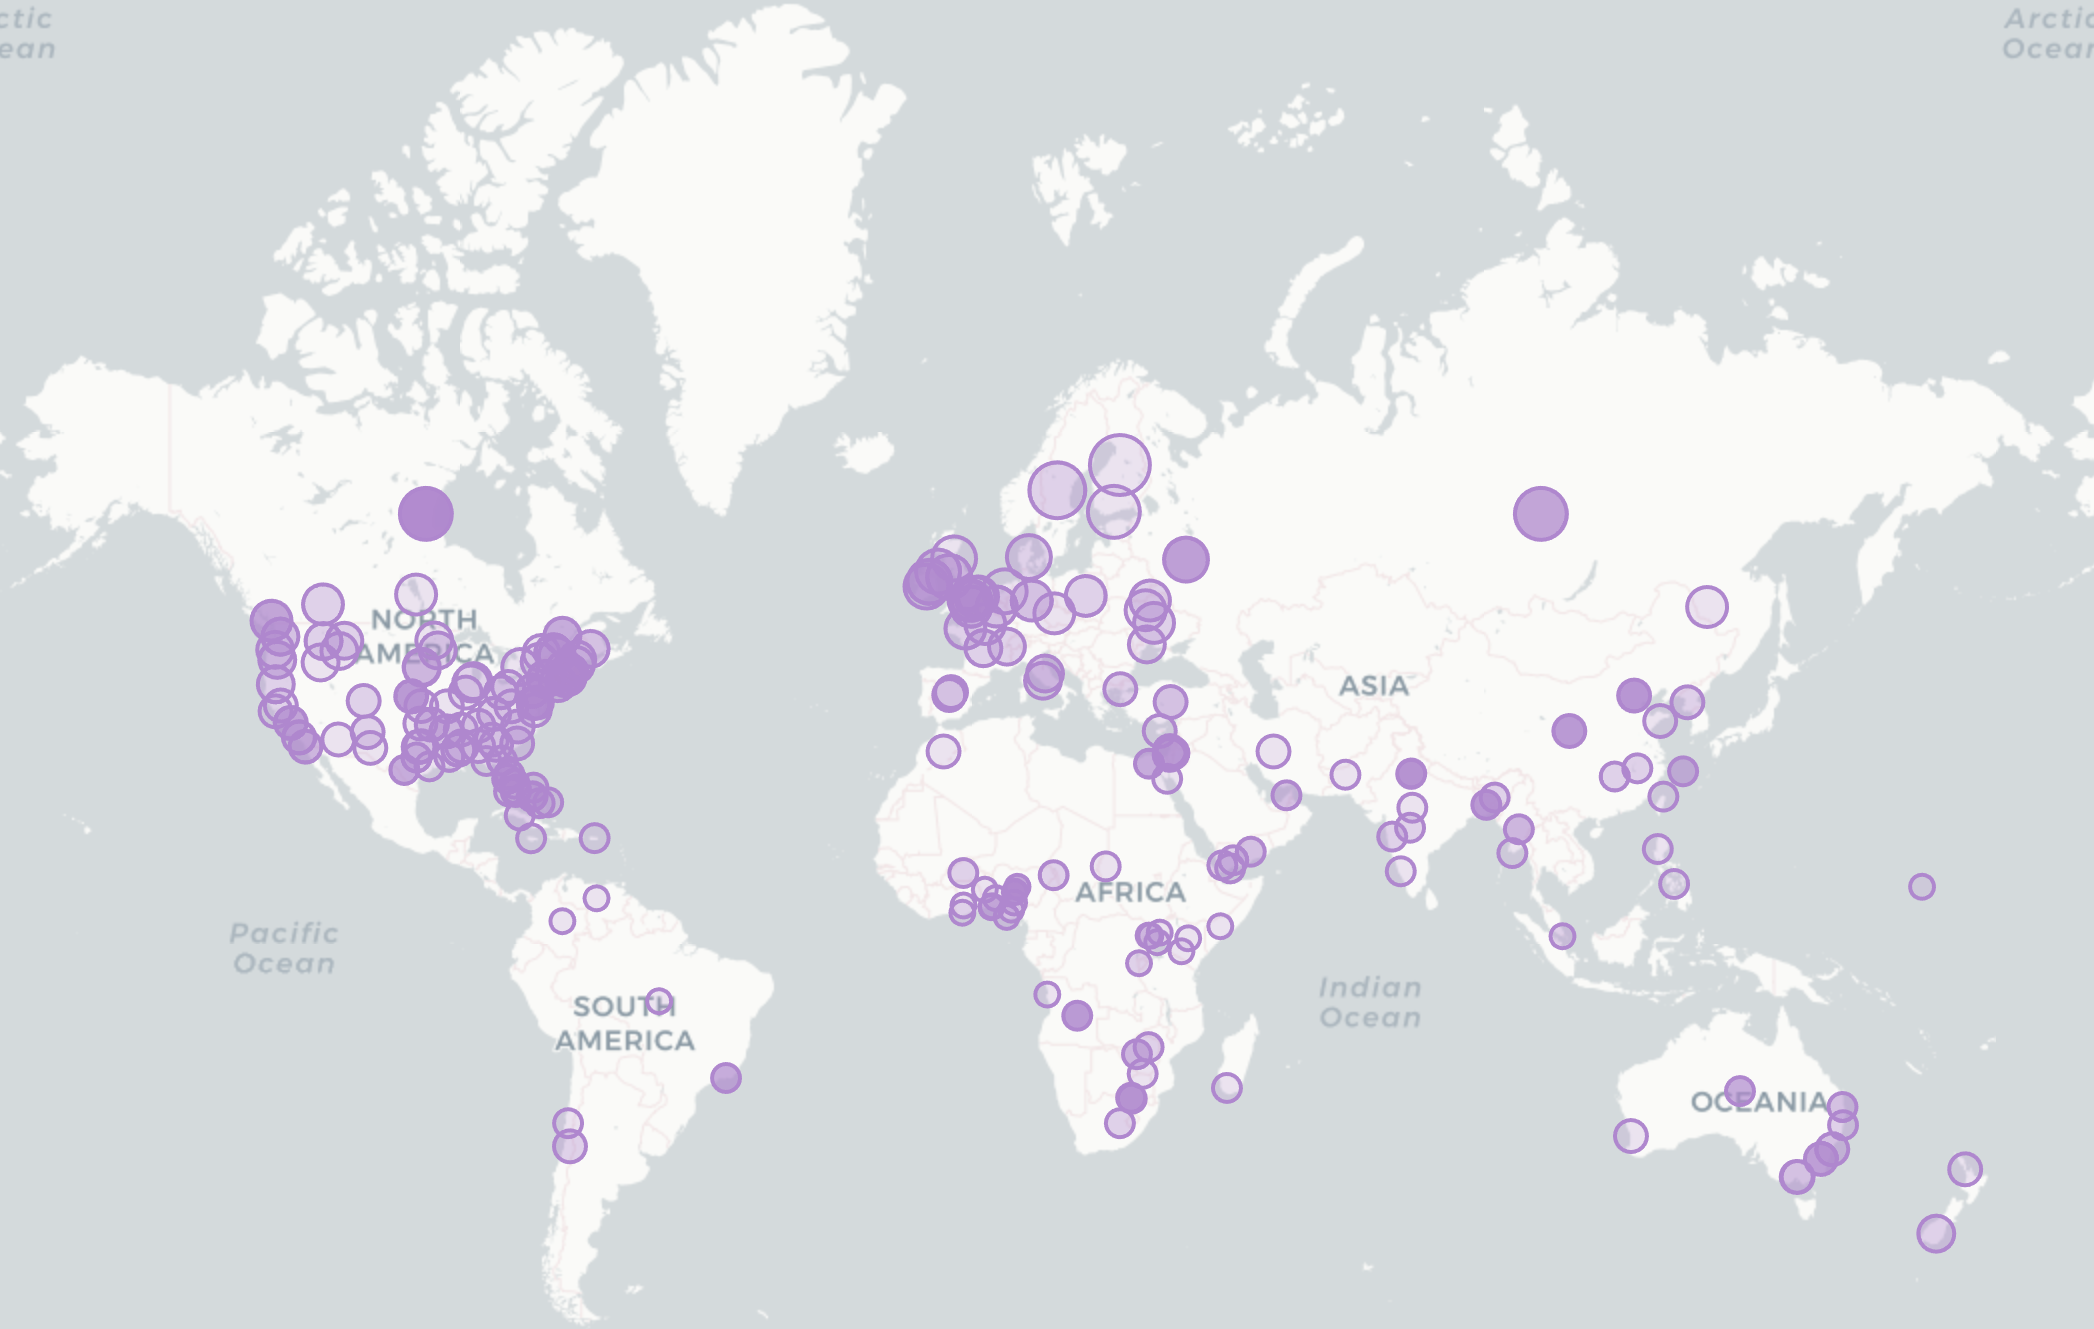 ctic
ean
Arctic
Ocean
NORTH
AMERICA
ASIA
AFRICA
Pacific
Ocean
Indian
Ocean
SOUTH
AMERICA
OCEANIA